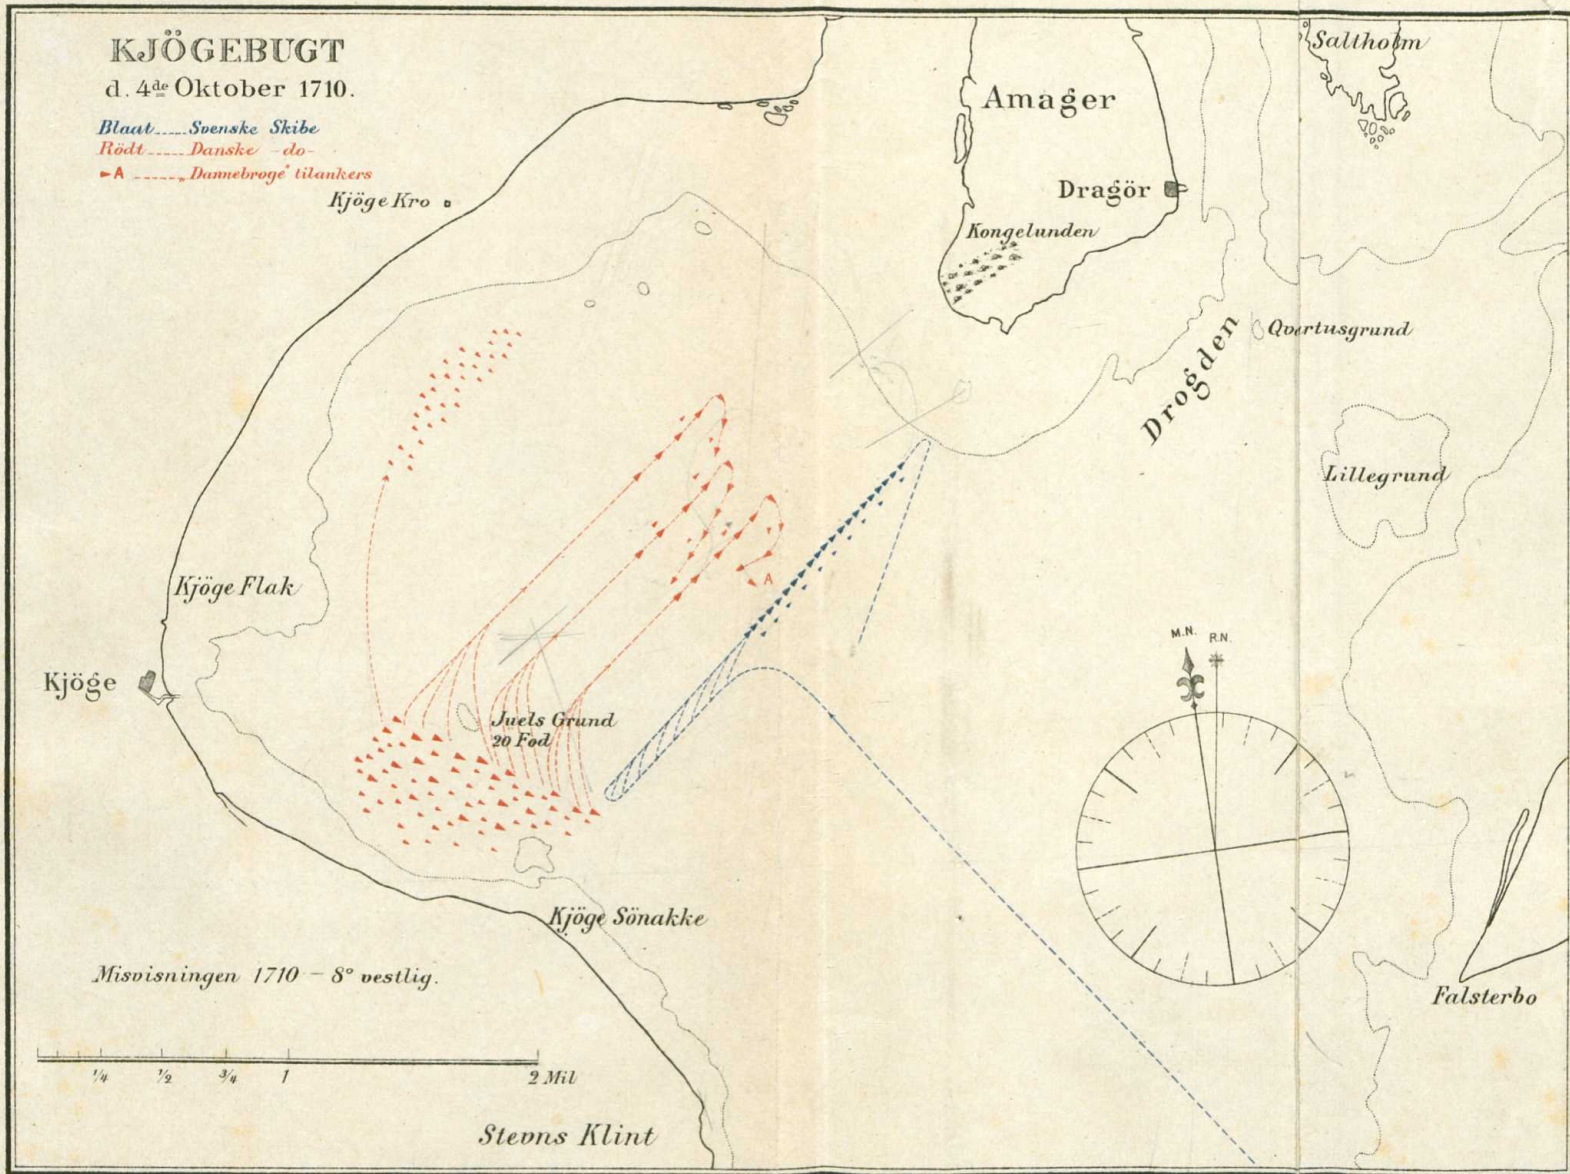 KJÖGEBUGT
d. 4de Oktober 1710.
Blaat.....Svenske Skibe
Rödt......Danske -do-
A ......."Dannebroge" tilankers
Kjöge Kro
Amager
Saltholm
Dragör
Kongelunden
Qvertusgrund
Drogden
Lillegrund
A
Kjöge Flak
Kjöge
Juels Grund
20 Fod
M.N. R.N.
Kjöge Sönakke
Misvisningen 1710 - 8° vestlig.
Falsterbo
1/4 1/2 3/4 1 2 Mil
Stevns Klint